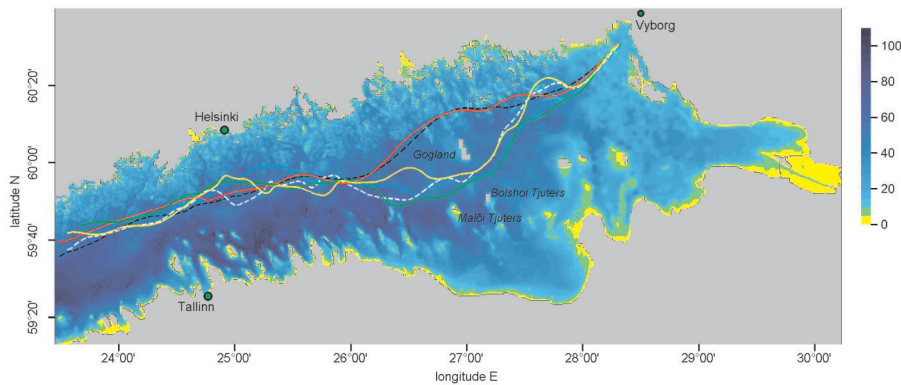 Vyborg
Helsinki
Gogland
Bolshoi Tjuters
Malõi Tjuters
Tallinn
latitude N
60°20'
60°00'
59°40'
59°20'
24°00'
25°00'
26°00'
27°00'
28°00'
29°00'
30°00'
longitude E
100
80
60
40
20
0